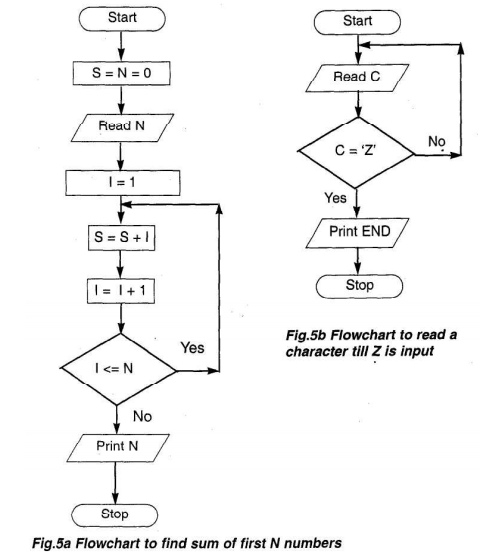 Start
S = N = 0
Read N
I = 1
S = S + I
I = I + 1
I <= N
Yes
No
Print N
Stop
Fig.5a Flowchart to find sum of first N numbers
Start
Read C
C = 'Z'
No
Yes
Print END
Stop
Fig.5b Flowchart to read a
character till Z is input